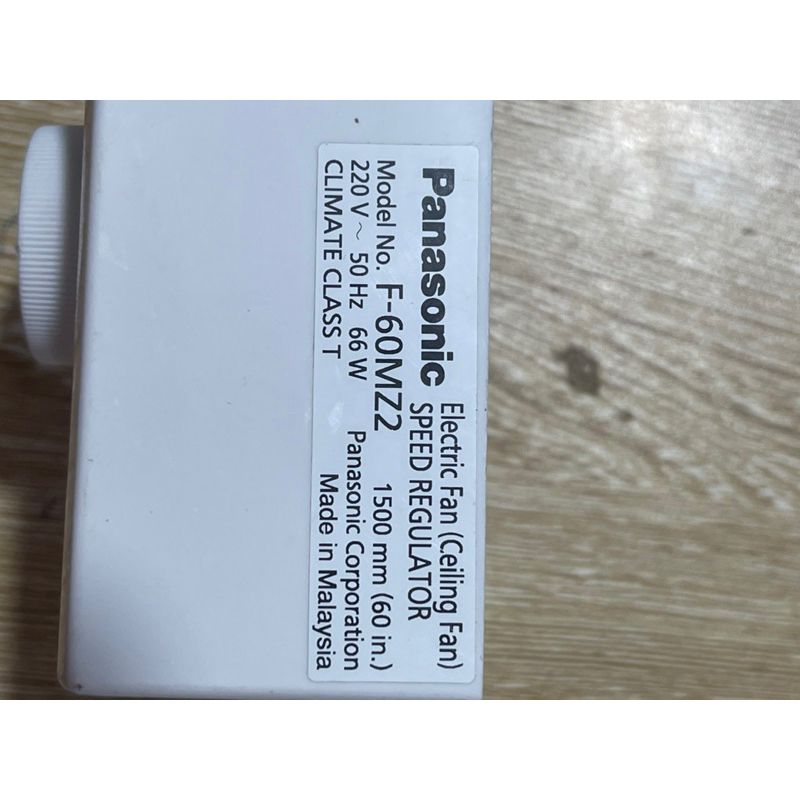 Panasonic Electric Fan (Ceiling Fan)
SPEED REGULATOR
Model No. F-60MZ2 1500 mm (60 in.)
220 V ~ 50 Hz 66 W Panasonic Corporation
CLIMATE CLASS T Made in Malaysia